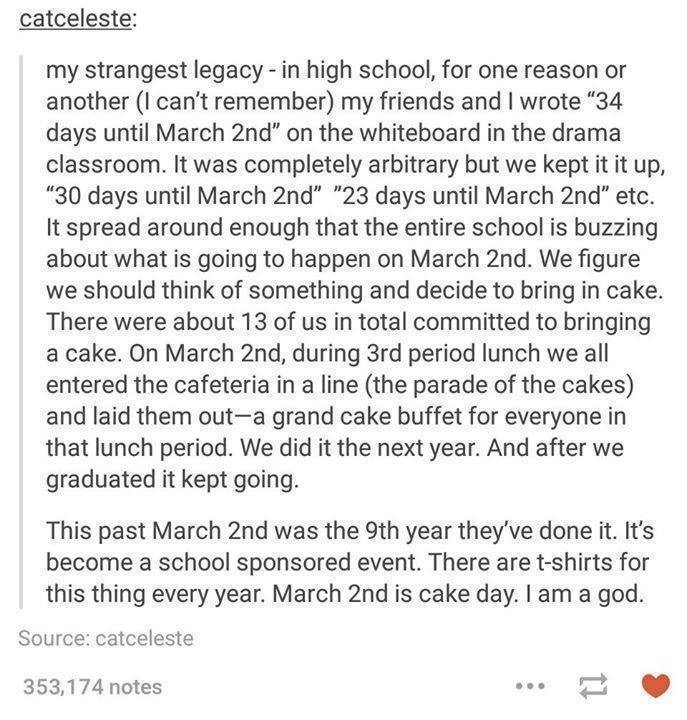 catceleste:
my strangest legacy - in high school, for one reason or
another (I can't remember) my friends and I wrote “34
days until March 2nd” on the whiteboard in the drama
classroom. It was completely arbitrary but we kept it it up,
“30 days until March 2nd” ”23 days until March 2nd” etc.
It spread around enough that the entire school is buzzing
about what is going to happen on March 2nd. We figure
we should think of something and decide to bring in cake.
There were about 13 of us in total committed to bringing
a cake. On March 2nd, during 3rd period lunch we all
entered the cafeteria in a line (the parade of the cakes)
and laid them out—a grand cake buffet for everyone in
that lunch period. We did it the next year. And after we
graduated it kept going.
This past March 2nd was the 9th year they've done it. It's
become a school sponsored event. There are t-shirts for
this thing every year. March 2nd is cake day. I am a god.
Source: catceleste
353,174 notes